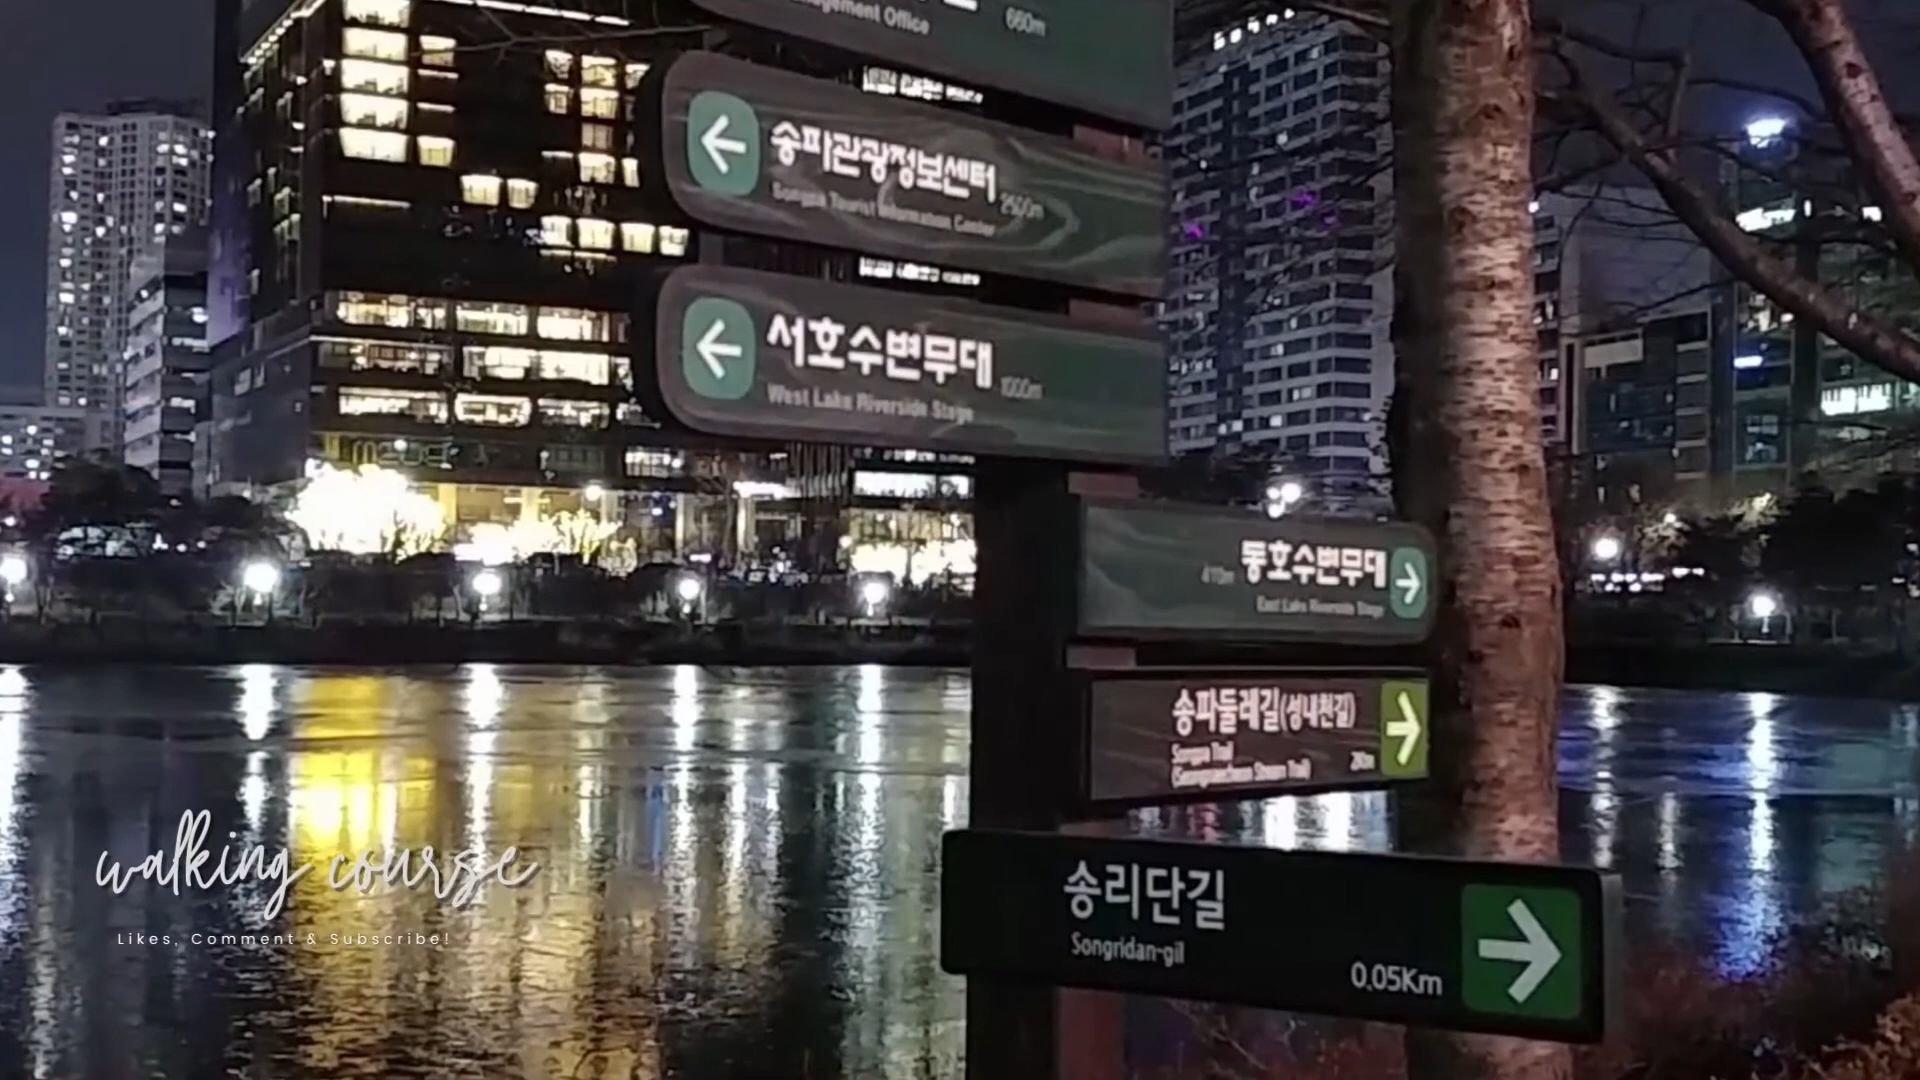 Management Office 660m
송파관광정보센터
Songpa Tourist Information Center
서호수변무대 1000m
West Lake Riverside Stage
동호수변무대
410m
East Lake Riverside Stage
송파둘레길(성내천길)
Songpa Trail
(Seongnaecheon Stream Trail) 2Km
송리단길
Songridan-gil
0.05Km
walking course
Likes, Comment & Subscribe!